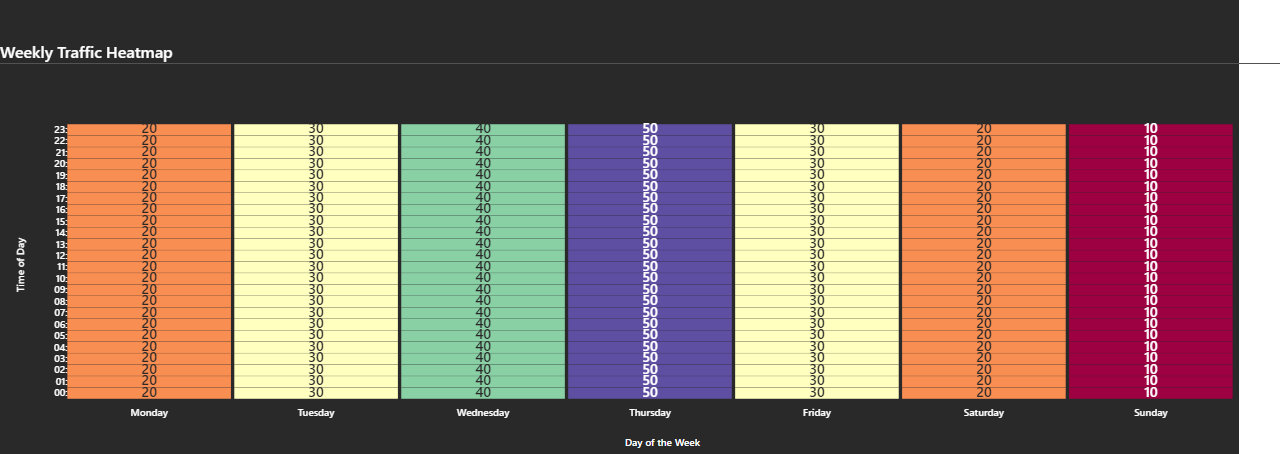 Weekly Traffic Heatmap
23: 20 30 40 50 30 20 10
22: 20 30 40 50 30 20 10
21: 20 30 40 50 30 20 10
20: 20 30 40 50 30 20 10
19: 20 30 40 50 30 20 10
18: 20 30 40 50 30 20 10
17: 20 30 40 50 30 20 10
16: 20 30 40 50 30 20 10
15: 20 30 40 50 30 20 10
14: 20 30 40 50 30 20 10
13: 20 30 40 50 30 20 10
12: 20 30 40 50 30 20 10
11: 20 30 40 50 30 20 10
10: 20 30 40 50 30 20 10
09: 20 30 40 50 30 20 10
08: 20 30 40 50 30 20 10
07: 20 30 40 50 30 20 10
06: 20 30 40 50 30 20 10
05: 20 30 40 50 30 20 10
04: 20 30 40 50 30 20 10
03: 20 30 40 50 30 20 10
02: 20 30 40 50 30 20 10
01: 20 30 40 50 30 20 10
00: 20 30 40 50 30 20 10
Time of Day
Monday Tuesday Wednesday Thursday Friday Saturday Sunday
Day of the Week